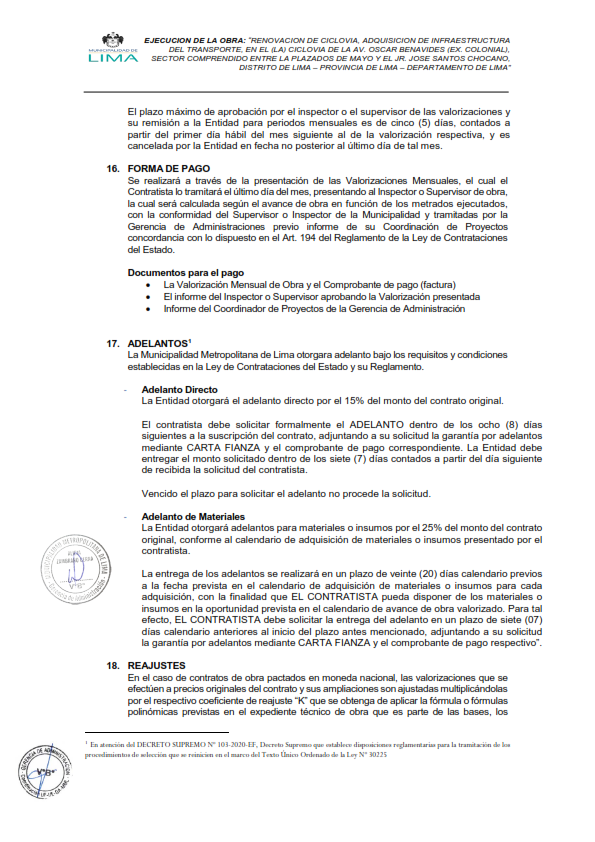 MUNICIPALIDAD DE
LIMA
EJECUCION DE LA OBRA: "RENOVACION DE CICLOVIA, ADQUISICION DE INFRAESTRUCTURA
DEL TRANSPORTE, EN EL (LA) CICLOVIA DE LA AV. OSCAR BENAVIDES (EX. COLONIAL),
SECTOR COMPRENDIDO ENTRE LA PLAZADOS DE MAYO Y EL JR. JOSE SANTOS CHOCANO,
DISTRITO DE LIMA – PROVINCIA DE LIMA – DEPARTAMENTO DE LIMA"
El plazo máximo de aprobación por el inspector o el supervisor de las valorizaciones y
su remisión a la Entidad para periodos mensuales es de cinco (5) días, contados a
partir del primer día hábil del mes siguiente al de la valorización respectiva, y es
cancelada por la Entidad en fecha no posterior al último día de tal mes.
16. FORMA DE PAGO
Se realizará a través de la presentación de las Valorizaciones Mensuales, el cual el
Contratista lo tramitará el último día del mes, presentando al Inspector o Supervisor de obra,
la cual será calculada según el avance de obra en función de los metrados ejecutados,
con la conformidad del Supervisor o Inspector de la Municipalidad y tramitadas por la
Gerencia de Administraciones previo informe de su Coordinación de Proyectos
concordancia con lo dispuesto en el Art. 194 del Reglamento de la Ley de Contrataciones
del Estado.
Documentos para el pago
• La Valorización Mensual de Obra y el Comprobante de pago (factura)
• El informe del Inspector o Supervisor aprobando la Valorización presentada
• Informe del Coordinador de Proyectos de la Gerencia de Administración
17. ADELANTOS¹
La Municipalidad Metropolitana de Lima otorgara adelanto bajo los requisitos y condiciones
establecidas en la Ley de Contrataciones del Estado y su Reglamento.
- Adelanto Directo
La Entidad otorgará el adelanto directo por el 15% del monto del contrato original.
El contratista debe solicitar formalmente el ADELANTO dentro de los ocho (8) días
siguientes a la suscripción del contrato, adjuntando a su solicitud la garantía por adelantos
mediante CARTA FIANZA y el comprobante de pago correspondiente. La Entidad debe
entregar el monto solicitado dentro de los siete (7) días contados a partir del día siguiente
de recibida la solicitud del contratista.
Vencido el plazo para solicitar el adelanto no procede la solicitud.
- Adelanto de Materiales
La Entidad otorgará adelantos para materiales o insumos por el 25% del monto del contrato
original, conforme al calendario de adquisición de materiales o insumos presentado por el
contratista.
La entrega de los adelantos se realizará en un plazo de veinte (20) días calendario previos
a la fecha prevista en el calendario de adquisición de materiales o insumos para cada
adquisición, con la finalidad que EL CONTRATISTA pueda disponer de los materiales o
insumos en la oportunidad prevista en el calendario de avance de obra valorizado. Para tal
efecto, EL CONTRATISTA debe solicitar la entrega del adelanto en un plazo de siete (07)
días calendario anteriores al inicio del plazo antes mencionado, adjuntando a su solicitud
la garantía por adelantos mediante CARTA FIANZA y el comprobante de pago respectivo".
18. REAJUSTES
En el caso de contratos de obra pactados en moneda nacional, las valorizaciones que se
efectúen a precios originales del contrato y sus ampliaciones son ajustadas multiplicándolas
por el respectivo coeficiente de reajuste "K" que se obtenga de aplicar la fórmula o fórmulas
polinómicas previstas en el expediente técnico de obra que es parte de las bases, los
¹ En atención del DECRETO SUPREMO Nº 103-2020-EF, Decreto Supremo que establece disposiciones reglamentarias para la tramitación de los
procedimientos de selección que se reinicien en el marco del Texto Único Ordenado de la Ley Nº 30225
GERENCIA DE ADMINISTRACIÓN
VºBº